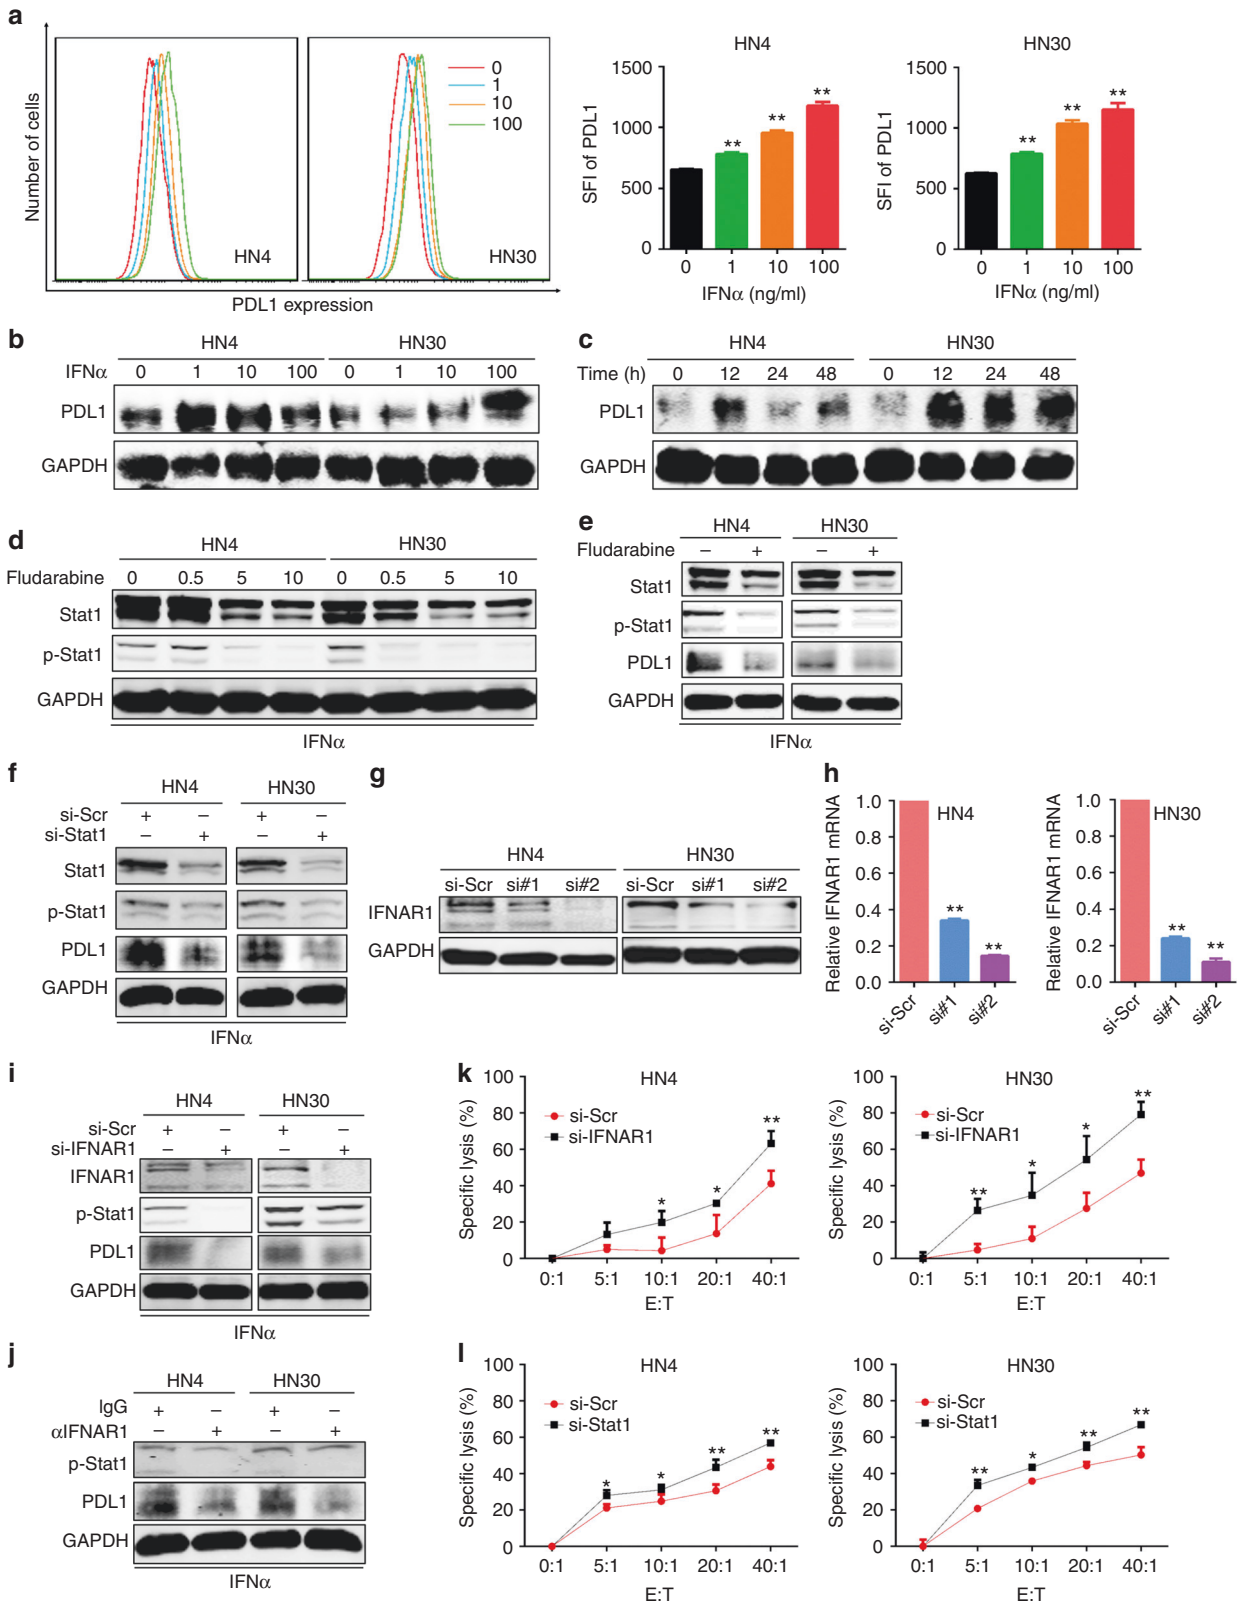 a
Number of cells
HN4
HN30
0
1
10
100
PDL1 expression
HN4
SFI of PDL1
1500
1000
500
0
** ** **
0 1 10 100
IFNα (ng/ml)
HN30
SFI of PDL1
1500
1000
500
0
** ** **
0 1 10 100
IFNα (ng/ml)
b
HN4 HN30
IFNα 0 1 10 100 0 1 10 100
PDL1
GAPDH
c
HN4 HN30
Time (h) 0 12 24 48 0 12 24 48
PDL1
GAPDH
d
HN4 HN30
Fludarabine 0 0.5 5 10 0 0.5 5 10
Stat1
p-Stat1
GAPDH
IFNα
e
HN4 HN30
Fludarabine – + – +
Stat1
p-Stat1
PDL1
GAPDH
IFNα
f
HN4 HN30
si-Scr + – + –
si-Stat1 – + – +
Stat1
p-Stat1
PDL1
GAPDH
IFNα
g
HN4 HN30
si-Scr si#1 si#2 si-Scr si#1 si#2
IFNAR1
GAPDH
h
Relative IFNAR1 mRNA
HN4
1.0
0.8
0.6
0.4
0.2
0.0
** **
si-Scr si#1 si#2
Relative IFNAR1 mRNA
HN30
1.0
0.8
0.6
0.4
0.2
0.0
** **
si-Scr si#1 si#2
i
HN4 HN30
si-Scr + – + –
si-IFNAR1 – + – +
IFNAR1
p-Stat1
PDL1
GAPDH
IFNα
j
HN4 HN30
IgG + – + –
αIFNAR1 – + – +
p-Stat1
PDL1
GAPDH
IFNα
k
HN4
Specific lysis (%)
100
80
60
40
20
0
si-Scr
si-IFNAR1
* * **
0:1 5:1 10:1 20:1 40:1
E:T
HN30
Specific lysis (%)
100
80
60
40
20
0
si-Scr
si-IFNAR1
** * * **
0:1 5:1 10:1 20:1 40:1
E:T
l
HN4
Specific lysis (%)
100
80
60
40
20
0
si-Scr
si-Stat1
* * ** **
0:1 5:1 10:1 20:1 40:1
E:T
HN30
Specific lysis (%)
100
80
60
40
20
0
si-Scr
si-Stat1
** * ** **
0:1 5:1 10:1 20:1 40:1
E:T